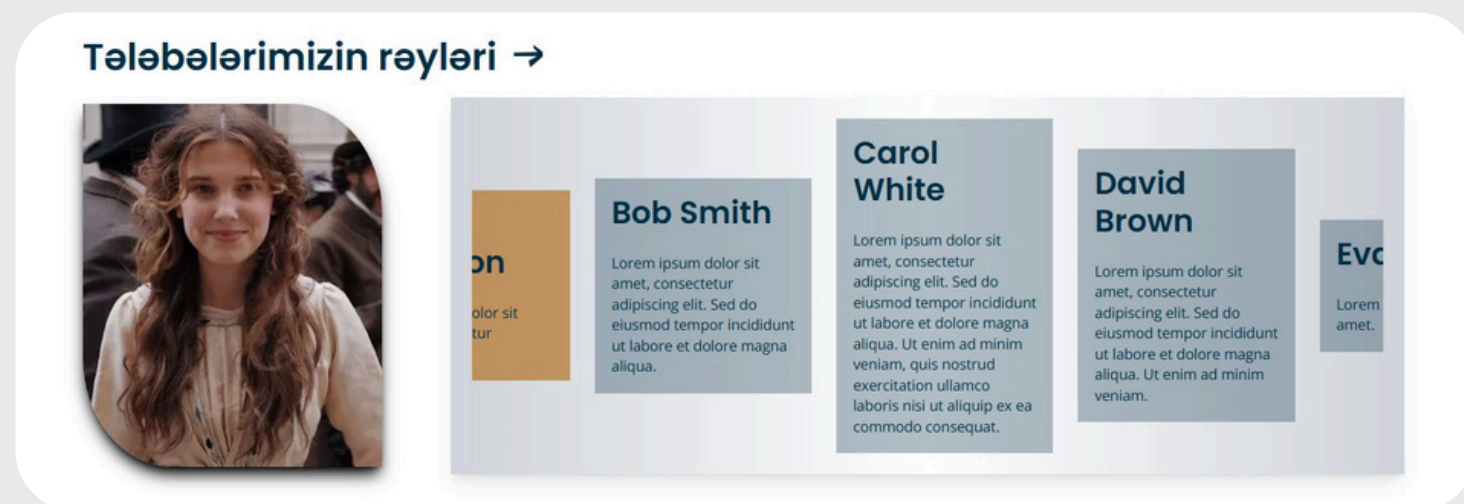 Tələbələrimizin rəyləri →
on
olor sit
tur
Bob Smith
Lorem ipsum dolor sit
amet, consectetur
adipiscing elit. Sed do
eiusmod tempor incididunt
ut labore et dolore magna
aliqua.
Carol
White
Lorem ipsum dolor sit
amet, consectetur
adipiscing elit. Sed do
eiusmod tempor incididunt
ut labore et dolore magna
aliqua. Ut enim ad minim
veniam, quis nostrud
exercitation ullamco
laboris nisi ut aliquip ex ea
commodo consequat.
David
Brown
Lorem ipsum dolor sit
amet, consectetur
adipiscing elit. Sed do
eiusmod tempor incididunt
ut labore et dolore magna
aliqua. Ut enim ad minim
veniam.
Eva
Lorem
amet.